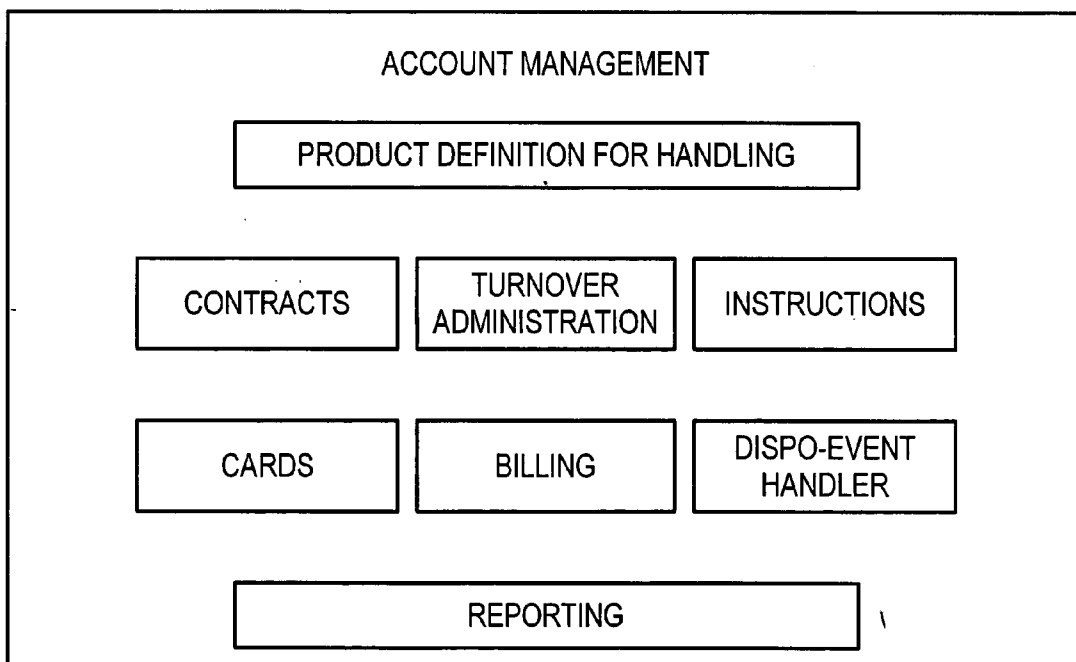 ACCOUNT MANAGEMENT
PRODUCT DEFINITION FOR HANDLING
CONTRACTS
TURNOVER
ADMINISTRATION
INSTRUCTIONS
CARDS
BILLING
DISPO-EVENT
HANDLER
REPORTING